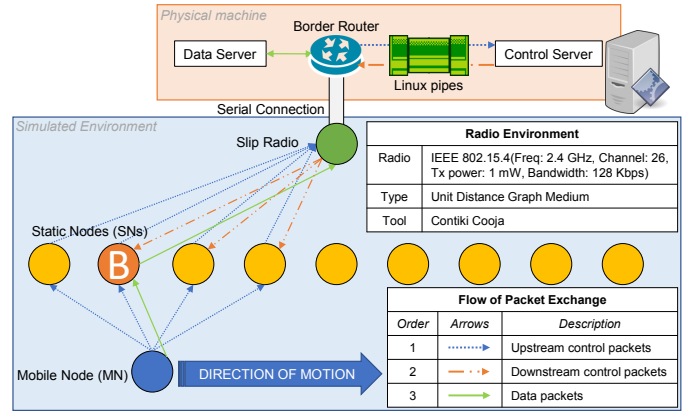 Physical machine
Border Router
Data Server
Control Server
Linux pipes
Serial Connection
Simulated Environment
Slip Radio
Radio Environment
Radio IEEE 802.15.4(Freq: 2.4 GHz, Channel: 26,
Tx power: 1 mW, Bandwidth: 128 Kbps)
Type Unit Distance Graph Medium
Tool Contiki Cooja
Static Nodes (SNs)
B
Flow of Packet Exchange
Order Arrows Description
1 Upstream control packets
2 Downstream control packets
3 Data packets
Mobile Node (MN)
DIRECTION OF MOTION